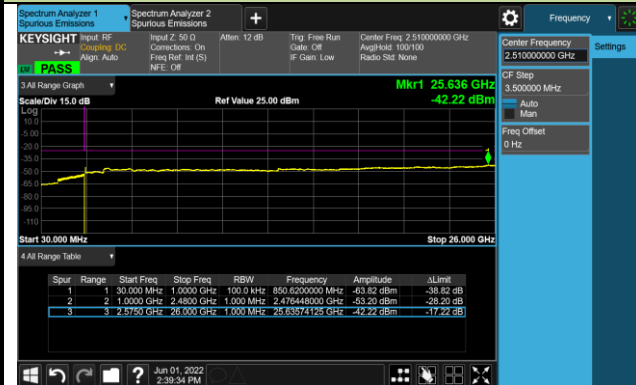 Spectrum Analyzer 1
Spurious Emissions
Spectrum Analyzer 2
Spurious Emissions
+
Frequency
KEYSIGHT
Input: RF
Coupling: DC
Align: Auto
Input Z: 50 Ω
Corrections: On
Freq Ref: Int (S)
NFE: Off
Atten: 12 dB
Trig: Free Run
Gate: Off
IF Gain: Low
Center Freq: 2.510000000 GHz
Avg|Hold: 100/100
Radio Std: None
PASS
Center Frequency
2.510000000 GHz
Settings
CF Step
3.500000 MHz
Auto
Man
Freq Offset
0 Hz
3 All Range Graph
Mkr1 25.636 GHz
Scale/Div 15.0 dB
Ref Value 25.00 dBm
-42.22 dBm
Log
10.0
-5.00
-20.0
-35.0
-50.0
-65.0
-80.0
-95.0
-110
1
Start 30.000 MHz
Stop 26.000 GHz
4 All Range Table
Spur Range Start Freq Stop Freq RBW Frequency Amplitude ΔLimit
1 1 30.000 MHz 1.0000 GHz 100.0 kHz 850.6200000 MHz -63.82 dBm -38.82 dB
2 2 1.0000 GHz 2.4800 GHz 1.000 MHz 2.476448000 GHz -53.20 dBm -28.20 dB
3 3 2.5750 GHz 26.000 GHz 1.000 MHz 25.63574125 GHz -42.22 dBm -17.22 dB
?
Jun 01, 2022
2:39:34 PM